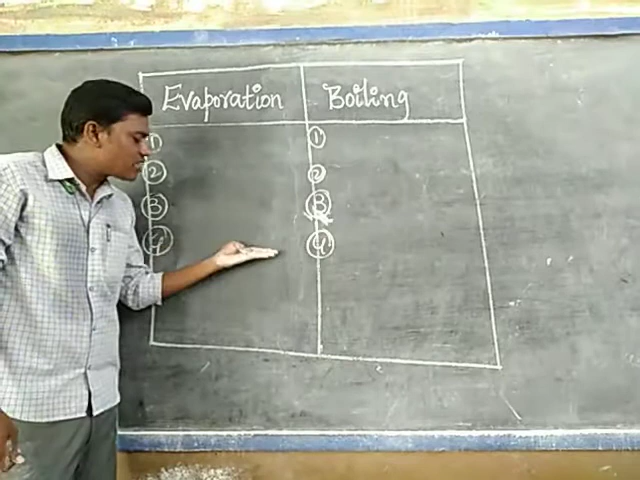 Evaporation Boiling
① ①
② ②
③ ③
④ ④